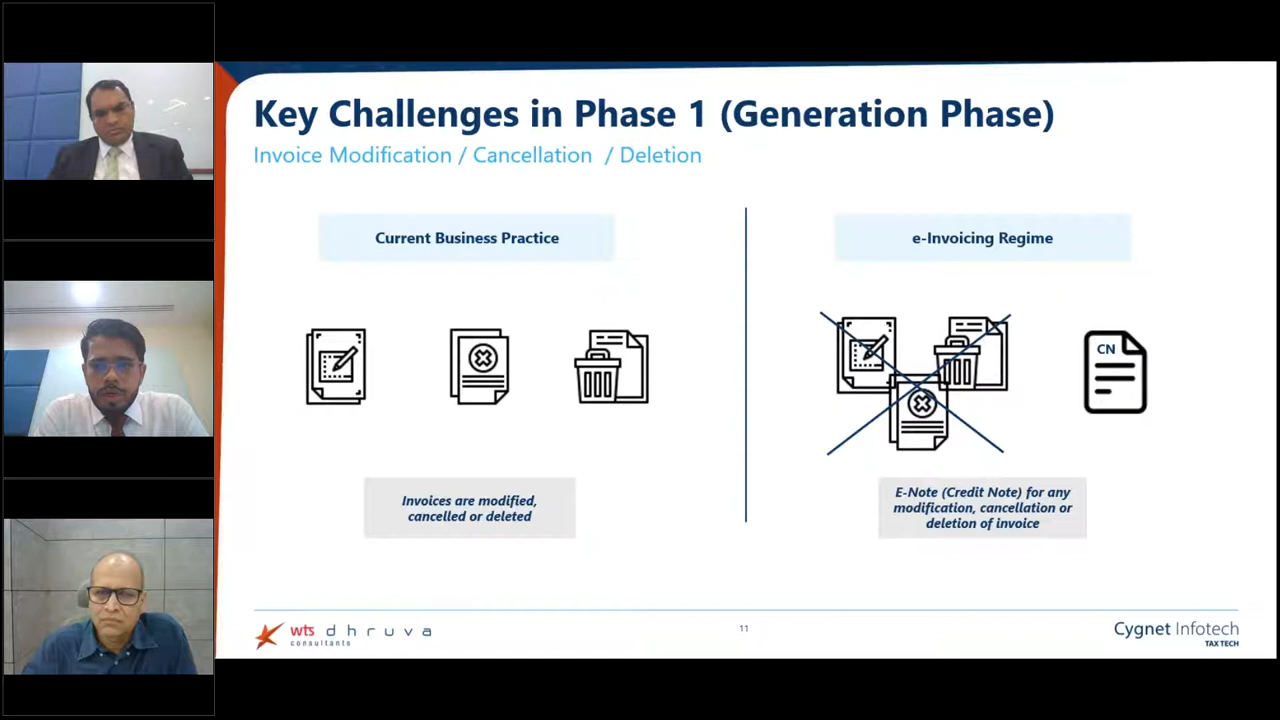 Key Challenges in Phase 1 (Generation Phase)
Invoice Modification / Cancellation / Deletion
Current Business Practice
e-Invoicing Regime
CN
Invoices are modified,
cancelled or deleted
E-Note (Credit Note) for any
modification, cancellation or
deletion of invoice
wts dhruva
consultants
11
Cygnet Infotech
TAX TECH